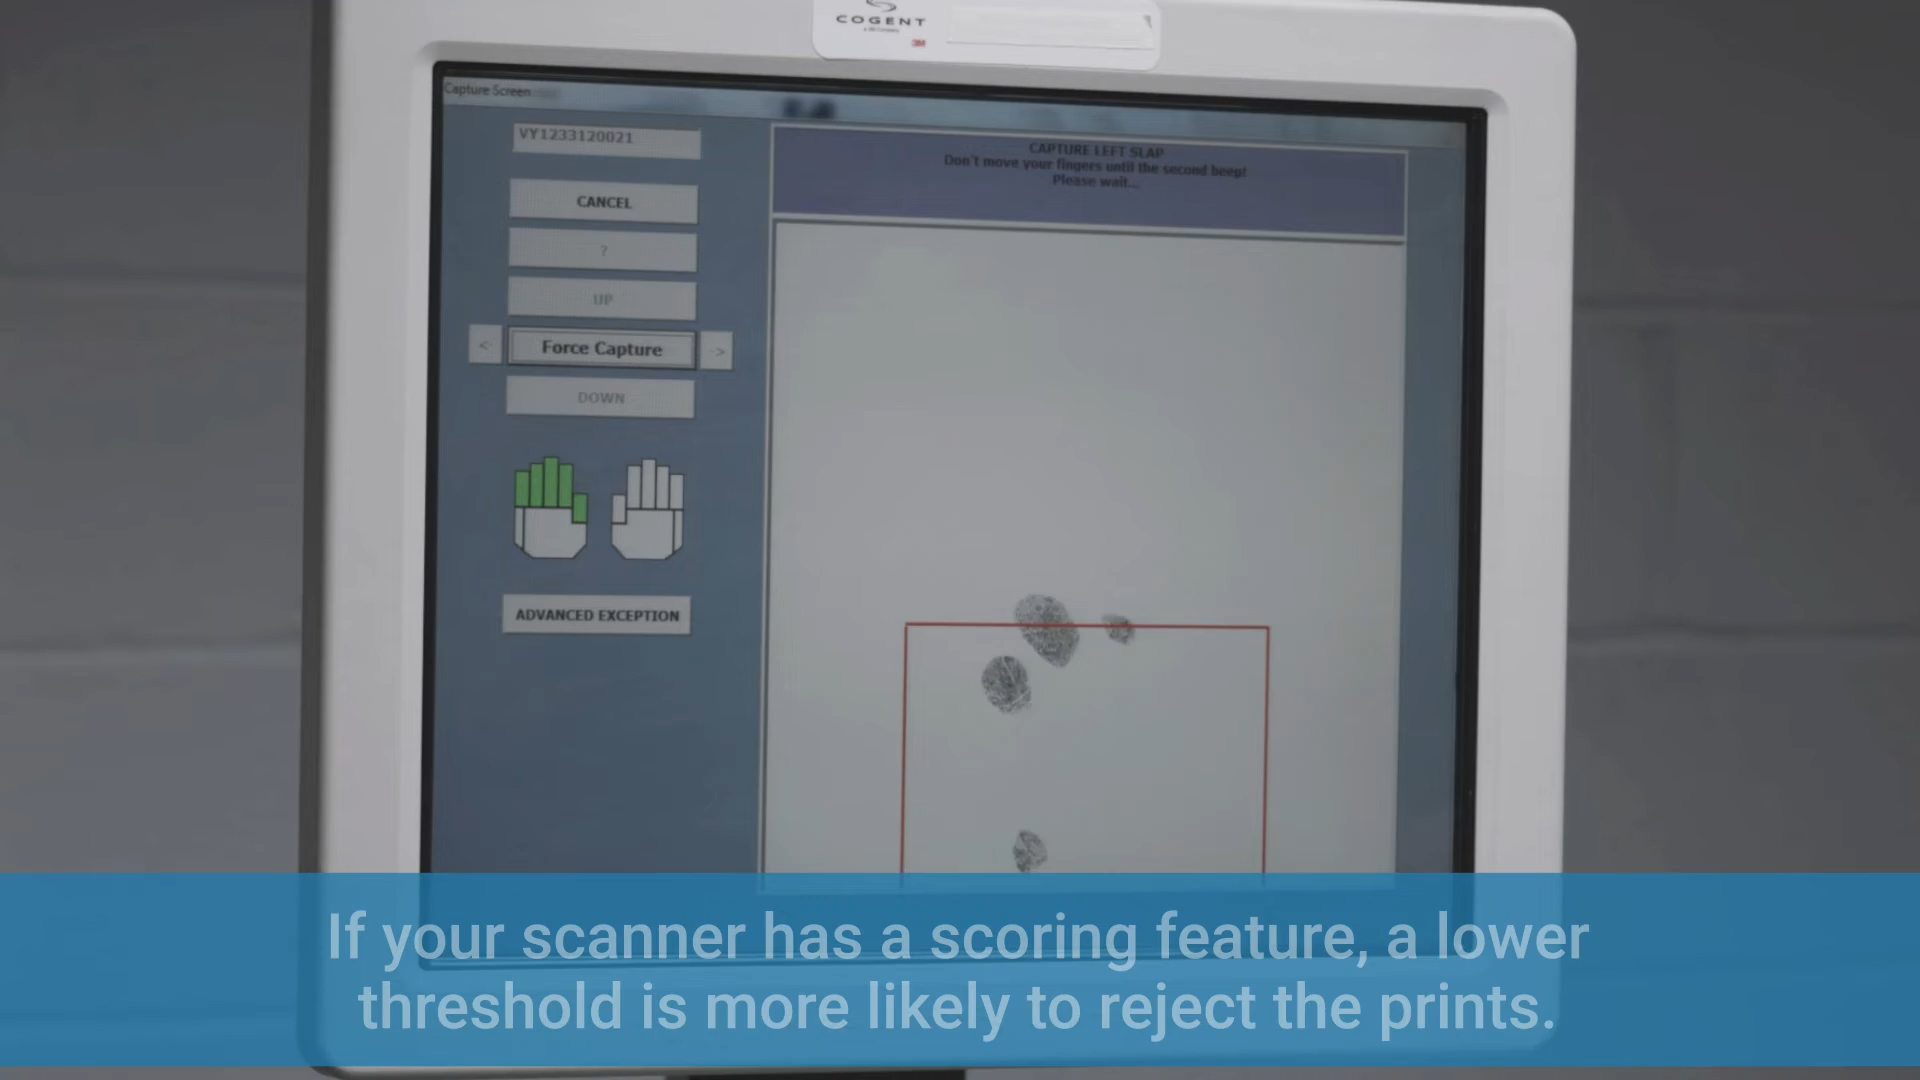 COGENT
3M
Capture Screen
VY1233120021
CAPTURE LEFT SLAP
Don't move your fingers until the second beep!
Please wait...
CANCEL
?
UP
<-
Force Capture
->
DOWN
ADVANCED EXCEPTION
If your scanner has a scoring feature, a lower
threshold is more likely to reject the prints.